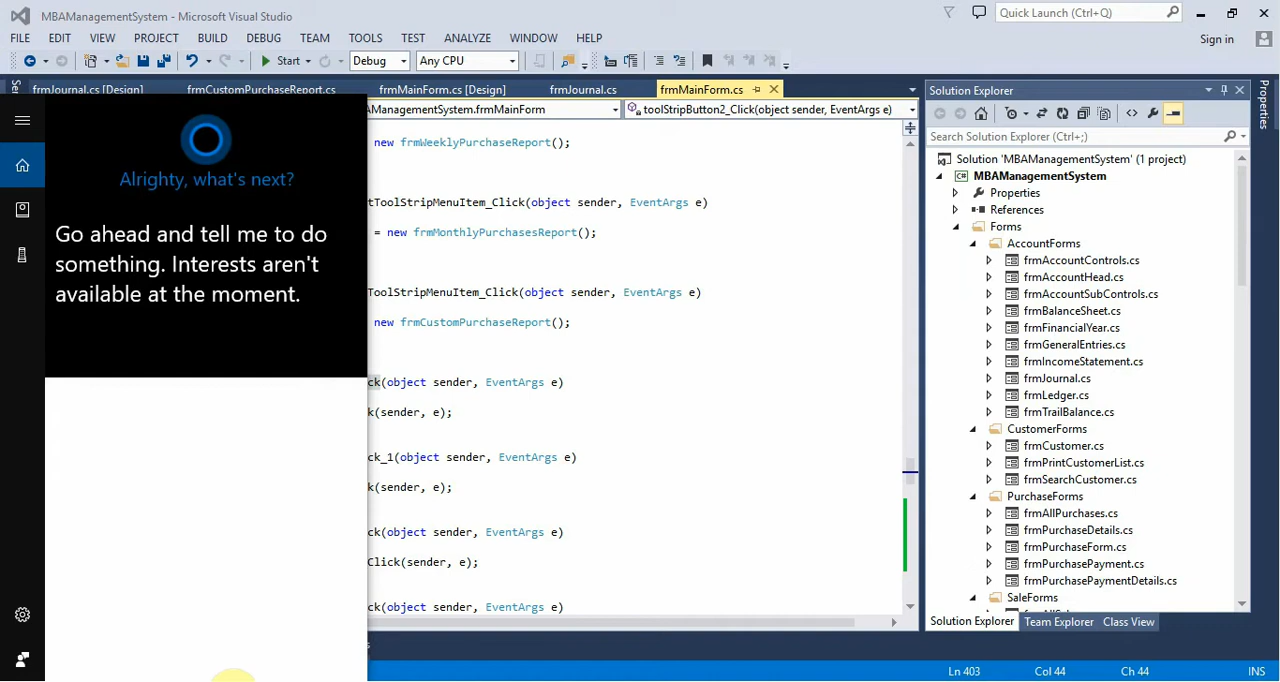 MBAManagementSystem - Microsoft Visual Studio
Quick Launch (Ctrl+Q)
FILE EDIT VIEW PROJECT BUILD DEBUG TEAM TOOLS TEST ANALYZE WINDOW HELP
Sign in
Start Debug Any CPU
frmJournal.cs [Design] frmCustomPurchaseReport.cs frmMainForm.cs [Design] frmJournal.cs frmMainForm.cs
AManagementSystem.frmMainForm toolStripButton2_Click(object sender, EventArgs e)
new frmWeeklyPurchaseReport();
tToolStripMenuItem_Click(object sender, EventArgs e)
= new frmMonthlyPurchasesReport();
ToolStripMenuItem_Click(object sender, EventArgs e)
new frmCustomPurchaseReport();
ck(object sender, EventArgs e)
k(sender, e);
ck_1(object sender, EventArgs e)
k(sender, e);
ck(object sender, EventArgs e)
Click(sender, e);
ck(object sender, EventArgs e)
Alrighty, what's next?
Go ahead and tell me to do
something. Interests aren't
available at the moment.
Solution Explorer
Search Solution Explorer (Ctrl+;)
Solution 'MBAManagementSystem' (1 project)
C# MBAManagementSystem
Properties
References
Forms
AccountForms
frmAccountControls.cs
frmAccountHead.cs
frmAccountSubControls.cs
frmBalanceSheet.cs
frmFinancialYear.cs
frmGeneralEntries.cs
frmIncomeStatement.cs
frmJournal.cs
frmLedger.cs
frmTrailBalance.cs
CustomerForms
frmCustomer.cs
frmPrintCustomerList.cs
frmSearchCustomer.cs
PurchaseForms
frmAllPurchases.cs
frmPurchaseDetails.cs
frmPurchaseForm.cs
frmPurchasePayment.cs
frmPurchasePaymentDetails.cs
SaleForms
Solution Explorer Team Explorer Class View
Properties
Ln 403 Col 44 Ch 44 INS